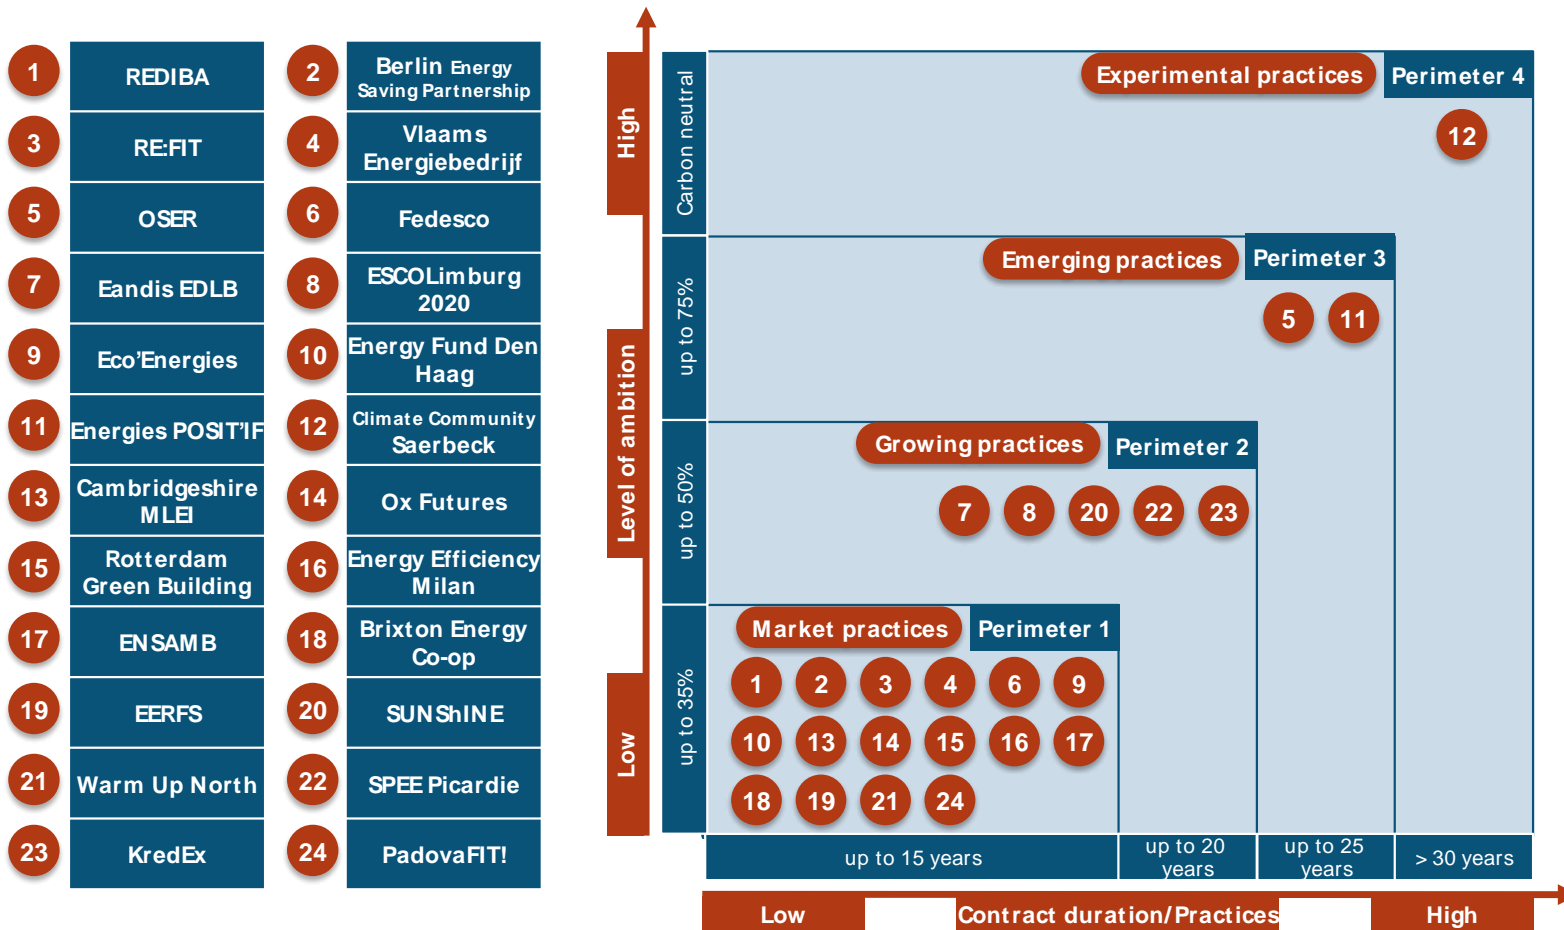 1 REDIBA
2 Berlin Energy
Saving Partnership
3 RE:FIT
4 Vlaams
Energiebedrijf
5 OSER
6 Fedesco
7 Eandis EDLB
8 ESCOLimburg
2020
9 Eco’Energies
10 Energy Fund Den
Haag
11 Energies POSIT’IF
12 Climate Community
Saerbeck
13 Cambridgeshire
MLEI
14 Ox Futures
15 Rotterdam
Green Building
16 Energy Efficiency
Milan
17 ENSAMB
18 Brixton Energy
Co-op
19 EERFS
20 SUNShINE
21 Warm Up North
22 SPEE Picardie
23 KredEx
24 PadovaFIT!
High
Level of ambition
Low
Carbon neutral
up to 75%
up to 50%
up to 35%
Experimental practices
Perimeter 4
12
Emerging practices
Perimeter 3
5 11
Growing practices
Perimeter 2
7 8 20 22 23
Market practices
Perimeter 1
1 2 3 4 6 9
10 13 14 15 16 17
18 19 21 24
up to 15 years
up to 20
years
up to 25
years
> 30 years
Low
Contract duration/Practices
High